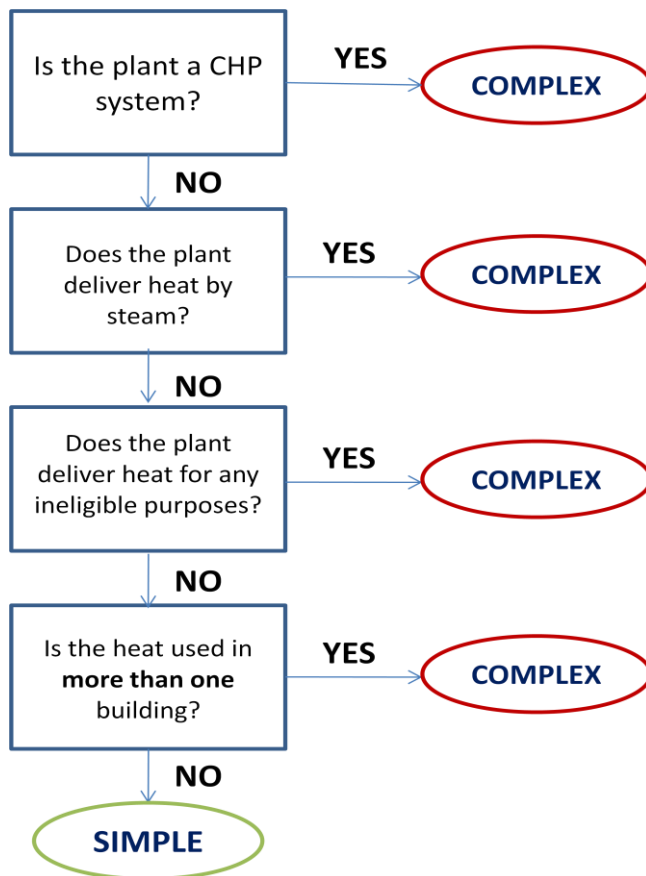 Is the plant a CHP
system?
YES
COMPLEX
NO
Does the plant
deliver heat by
steam?
YES
COMPLEX
NO
Does the plant
deliver heat for any
ineligible purposes?
YES
COMPLEX
NO
Is the heat used in
more than one
building?
YES
COMPLEX
NO
SIMPLE